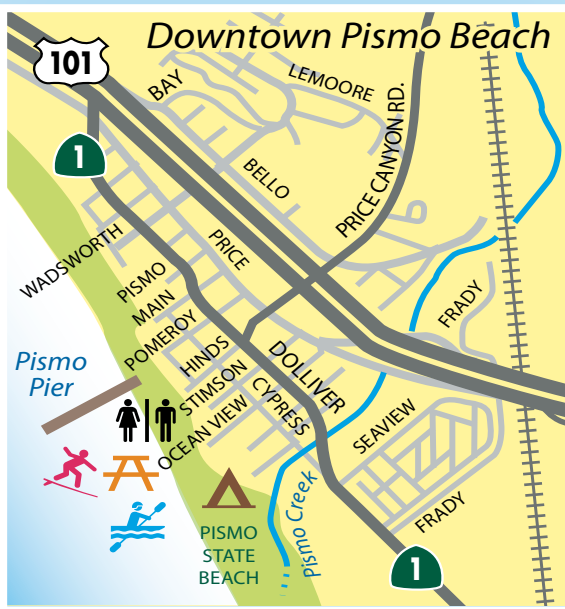 Downtown Pismo Beach
101
BAY
LEMOORE
PRICE CANYON RD.
1
BELLO
WADSWORTH
PRICE
PISMO
MAIN
POMEROY
FRADY
Pismo
Pier
HINDS
DOLLIVER
STIMSON
CYPRESS
OCEAN VIEW
SEAVIEW
Pismo Creek
FRADY
PISMO
STATE
BEACH
1